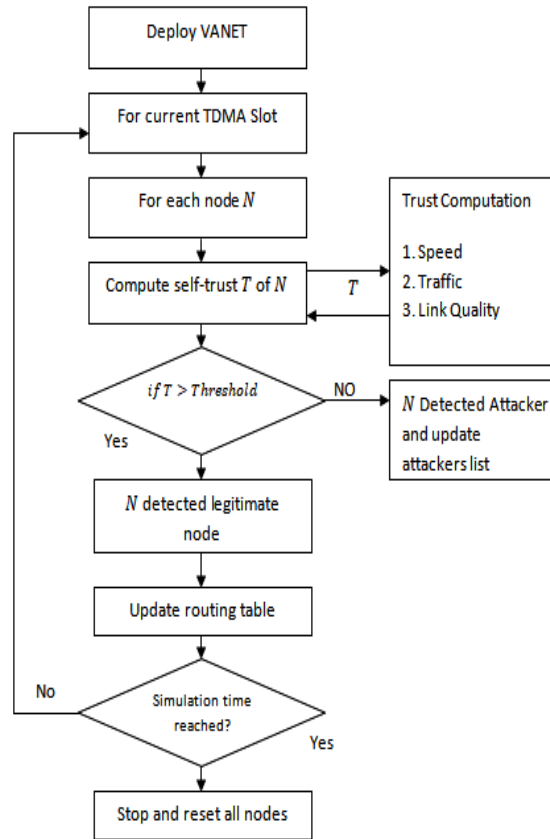 Deploy VANET
For current TDMA Slot
For each node N
Trust Computation
1. Speed
2. Traffic
3. Link Quality
Compute self-trust T of N
T
if T > Threshold
NO
N Detected Attacker
and update
attackers list
Yes
N detected legitimate
node
Update routing table
No
Simulation time
reached?
Yes
Stop and reset all nodes